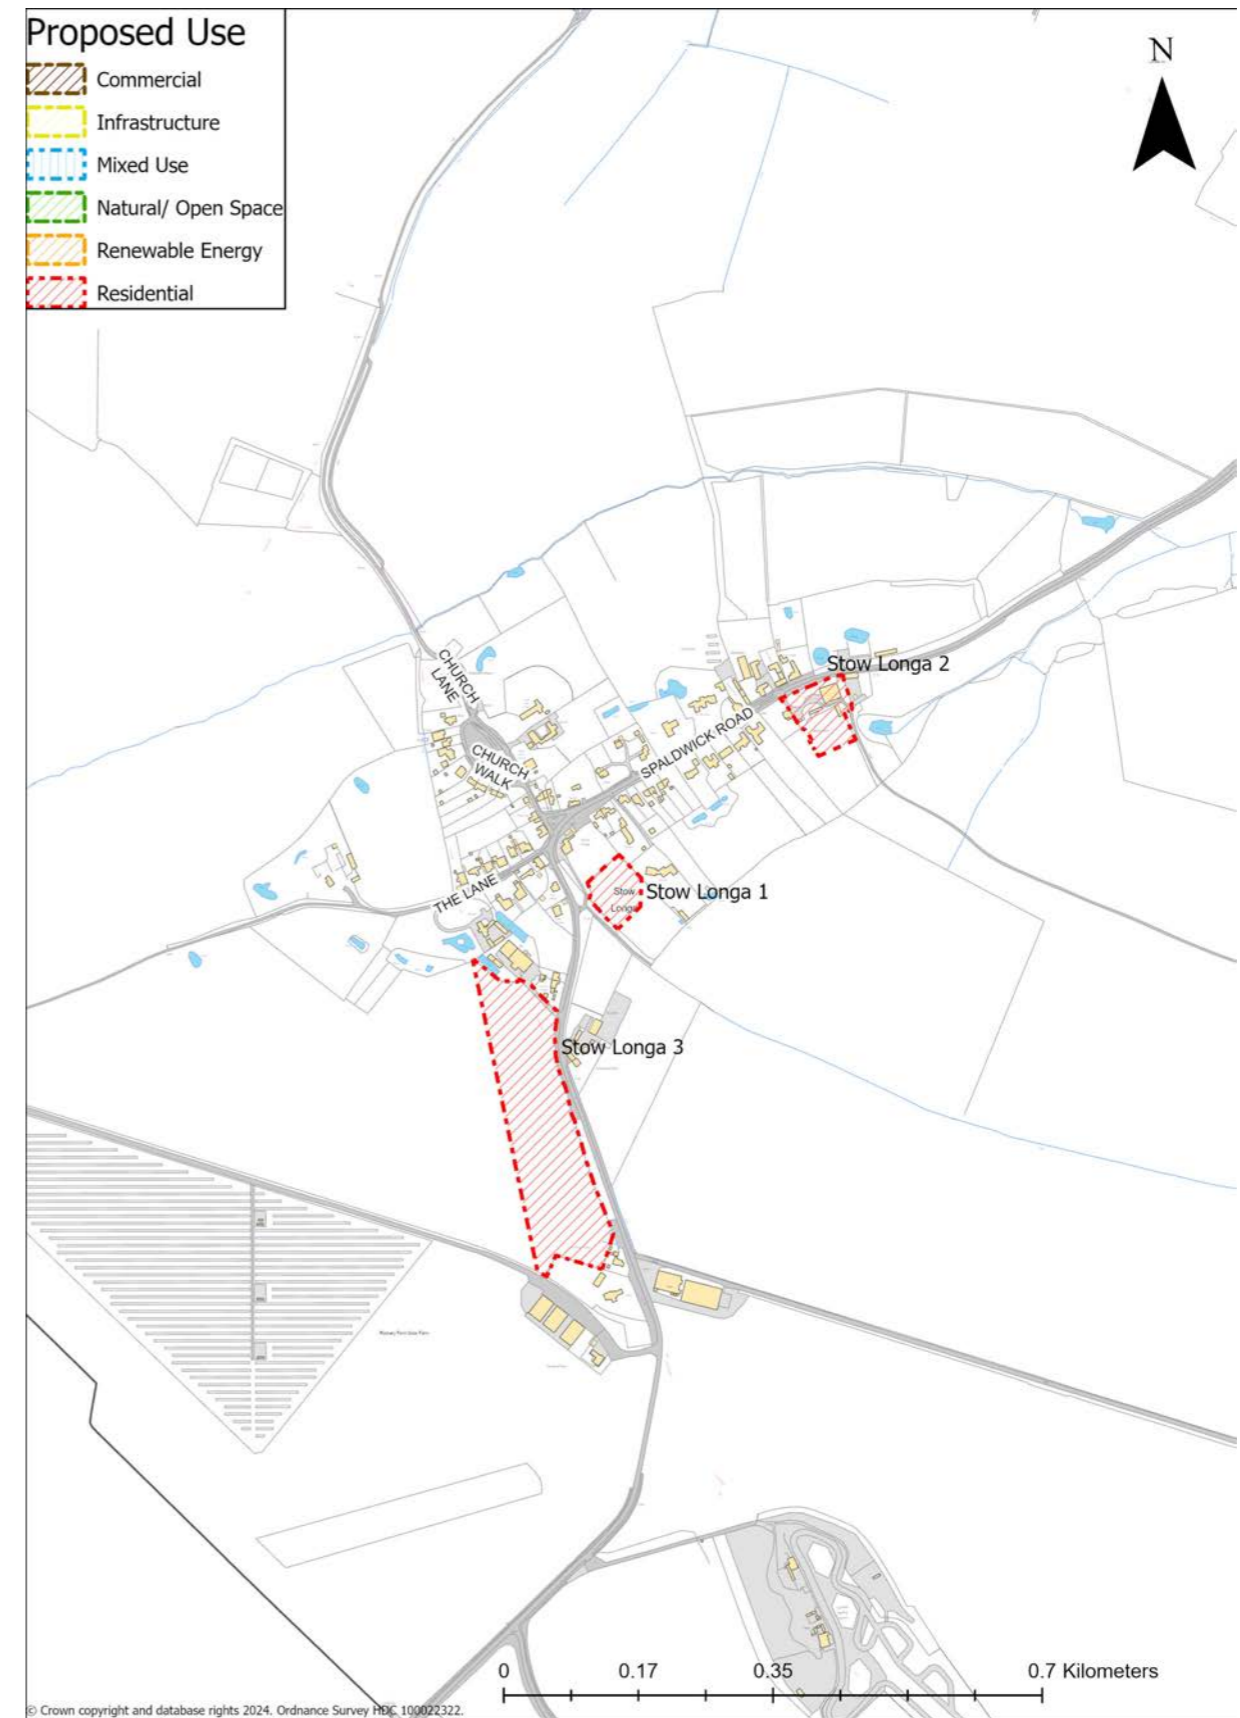 Proposed Use
Commercial
Infrastructure
Mixed Use
Natural/ Open Space
Renewable Energy
Residential
N
CHURCH
LANE
Stow Longa 2
SPALDWICK ROAD
CHURCH
WALK
THE LANE
Stow
Longa
Stow Longa 1
Stow Longa 3
0
0.17
0.35
0.7 Kilometers
© Crown copyright and database rights 2024. Ordnance Survey HDC 100022322.